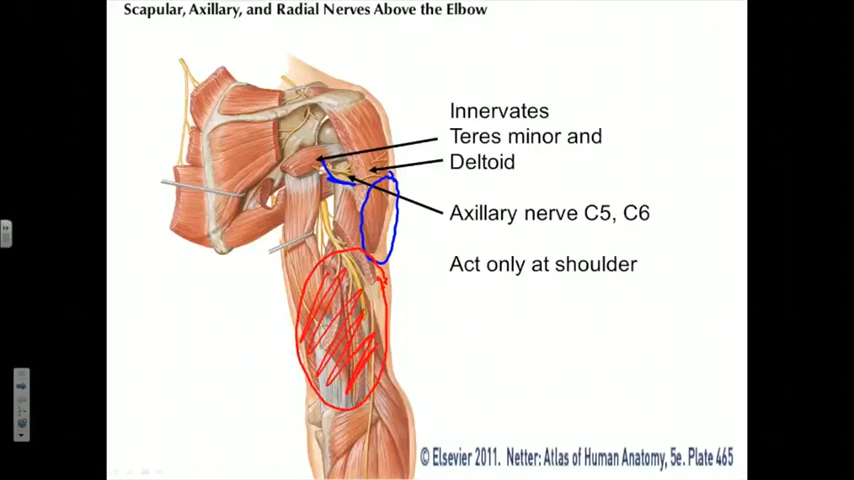 Scapular, Axillary, and Radial Nerves Above the Elbow
Innervates
Teres minor and
Deltoid
Axillary nerve C5, C6
Act only at shoulder
© Elsevier 2011. Netter: Atlas of Human Anatomy, 5e. Plate 465